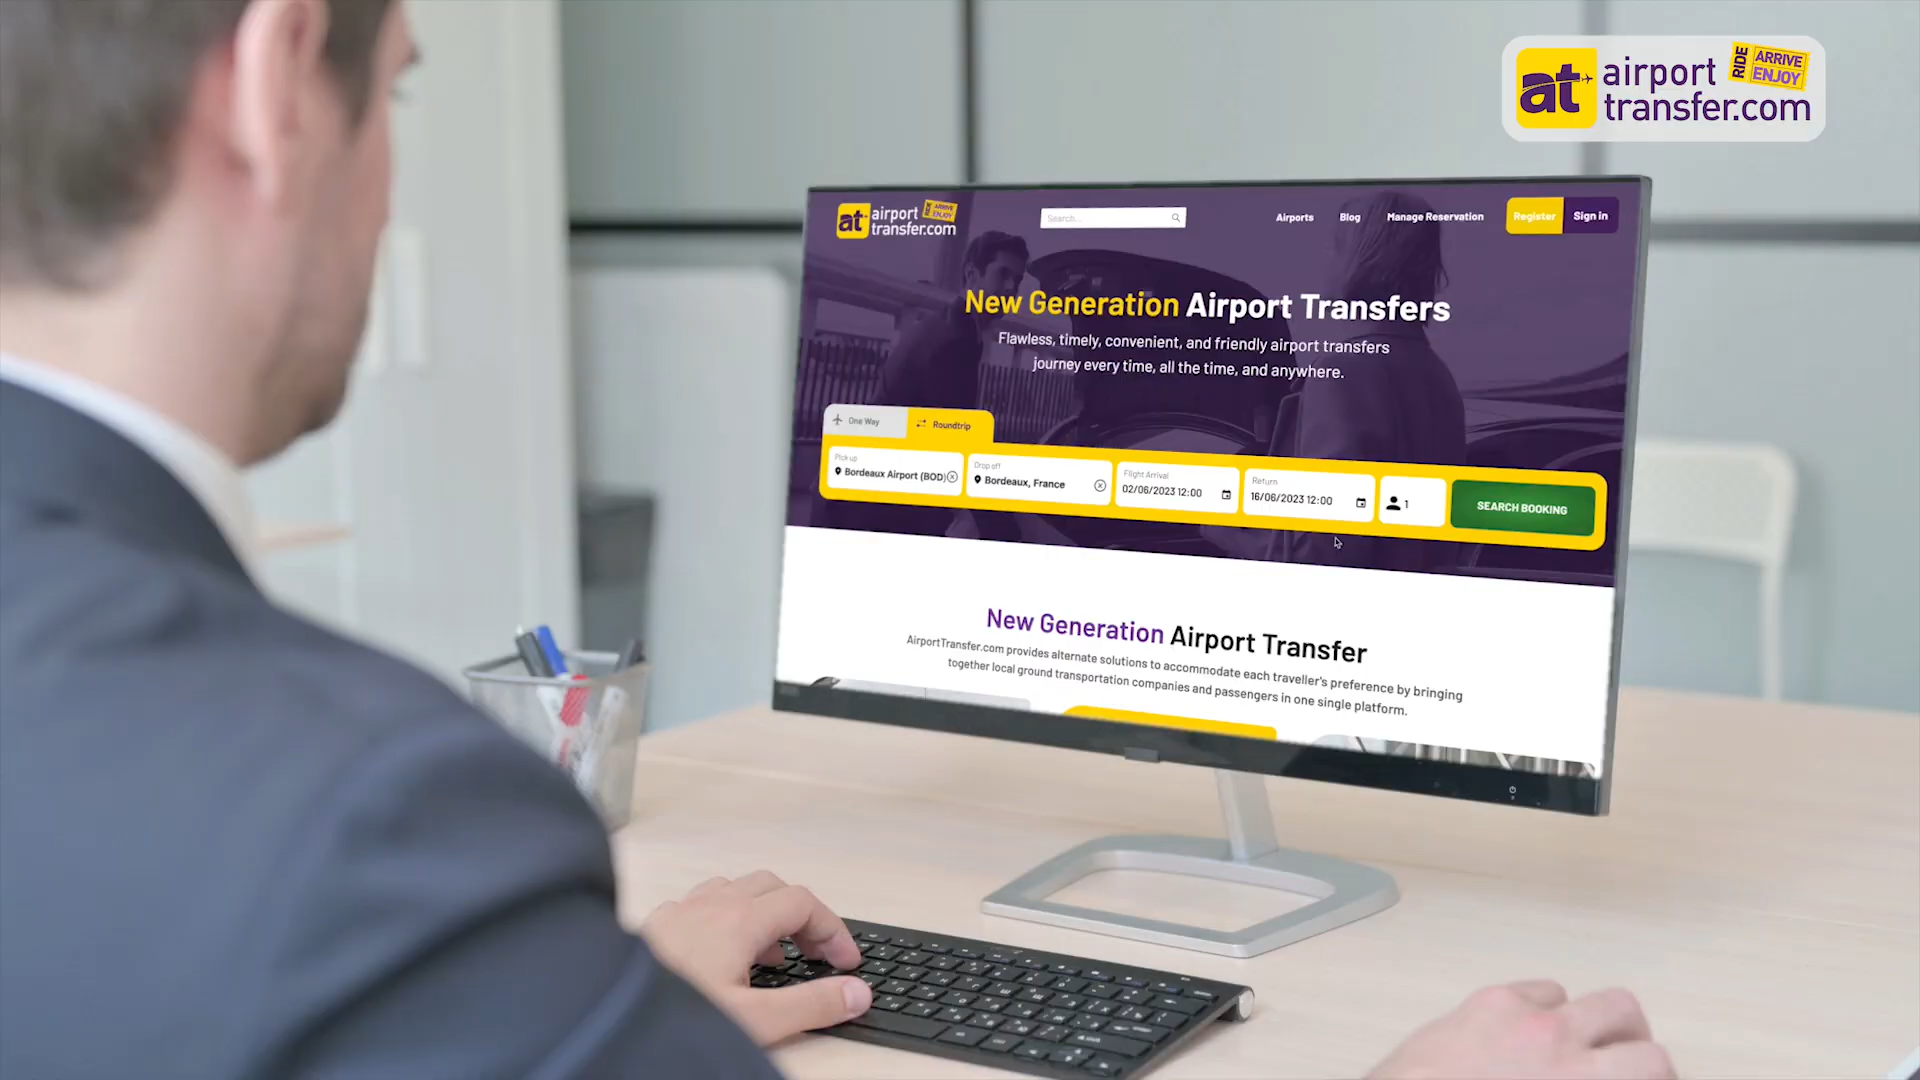 at airport
transfer.com
RIDE
ARRIVE
ENJOY
at airport
transfer.com
RIDE
ARRIVE
ENJOY
Search...
Airports
Blog
Manage Reservation
Register
Sign in
New Generation Airport Transfers
Flawless, timely, convenient, and friendly airport transfers
journey every time, all the time, and anywhere.
One Way
Roundtrip
Pick up
Bordeaux Airport (BOD)
Drop off
Bordeaux, France
Flight Arrival
02/06/2023 12:00
Return
16/06/2023 12:00
1
SEARCH BOOKING
New Generation Airport Transfer
AirportTransfer.com provides alternate solutions to accommodate each traveller's preference by bringing
together local ground transportation companies and passengers in one single platform.